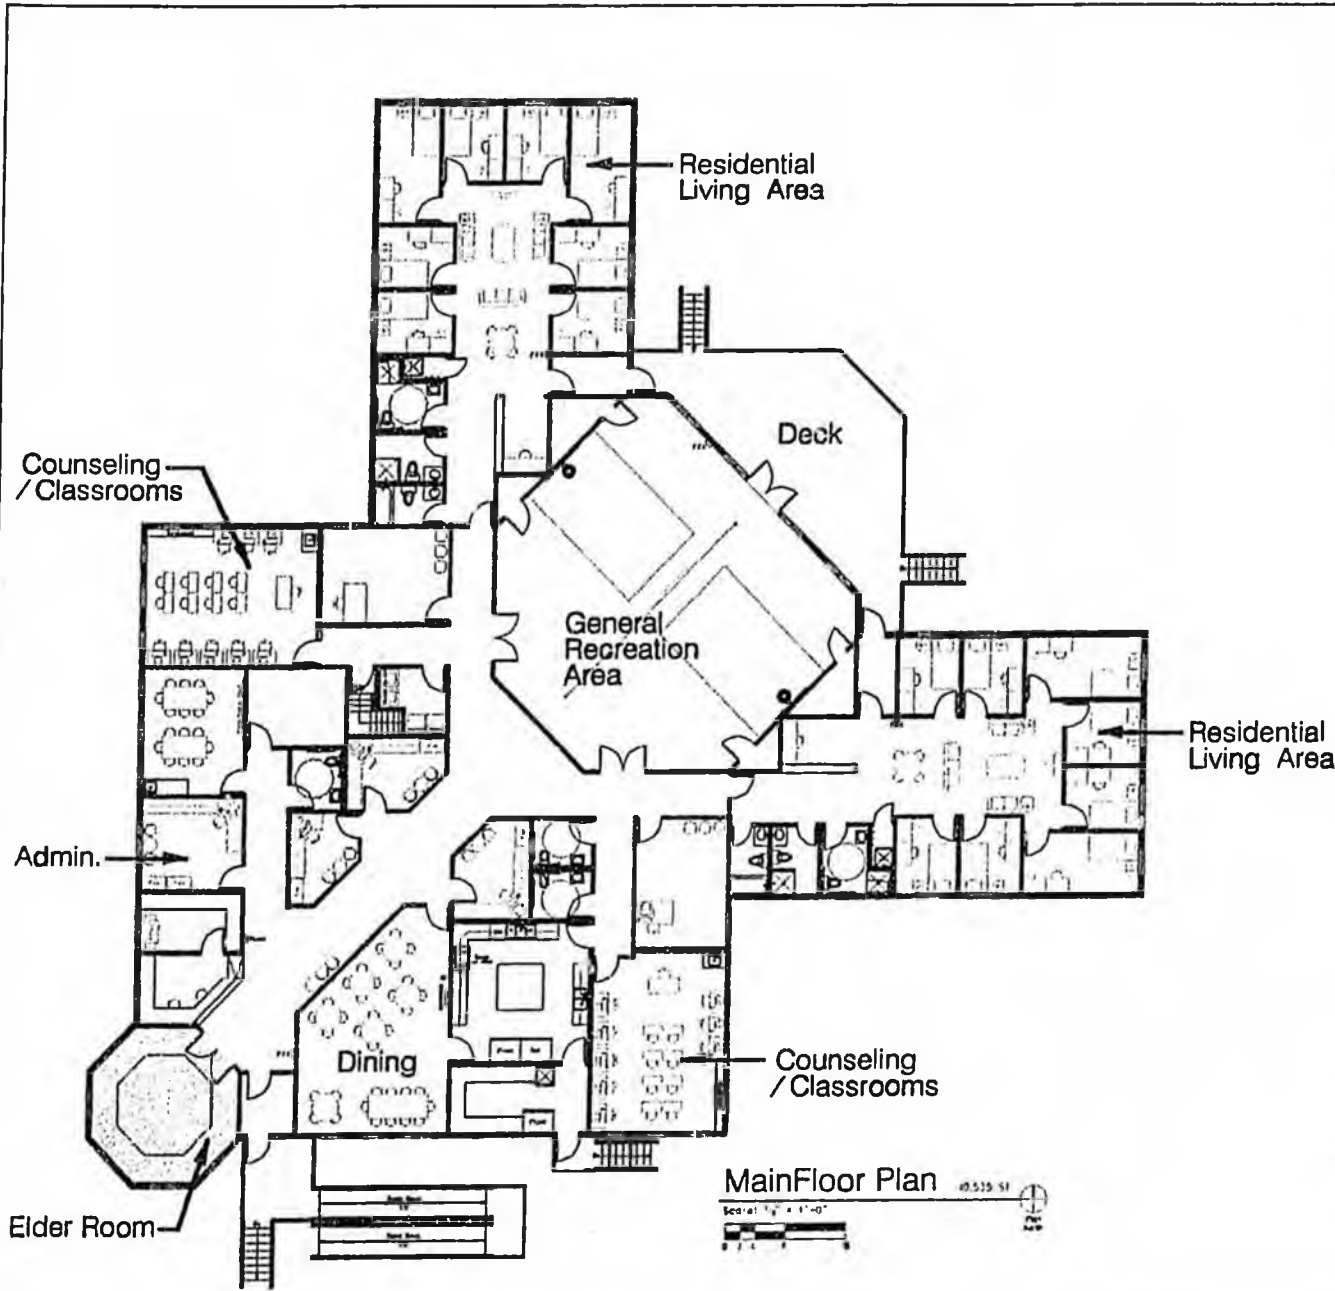 Residential
Living Area
Deck
Counseling
/Classrooms
General
Recreation
Area
Residential
Living Area
Admin.
Dining
Counseling
/Classrooms
MainFloor Plan
Elder Room